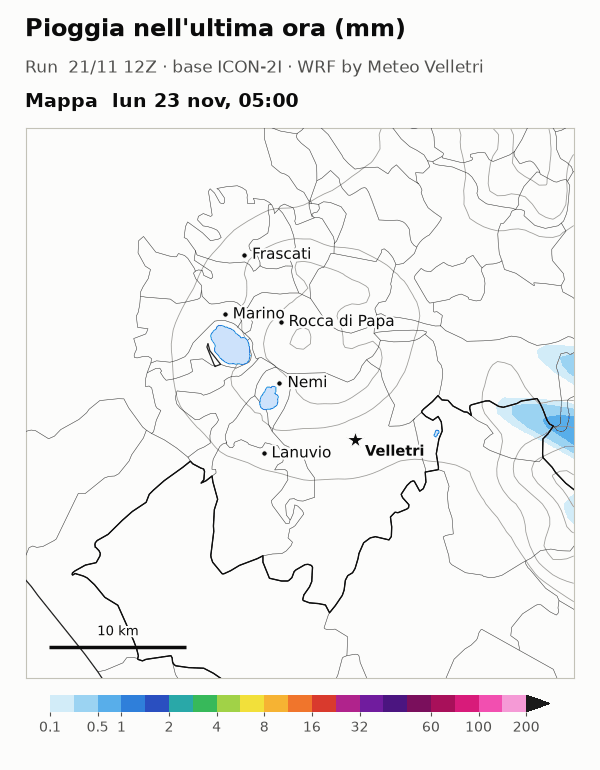 Pioggia nell'ultima ora (mm)
Run  21/11 12Z · base ICON-2I · WRF by Meteo Velletri
Mappa  lun 23 nov, 05:00
Frascati
Marino
Rocca di Papa
Nemi
Velletri
Lanuvio
10 km
0.1 0.5 1 2 4 8 16 32 60 100 200